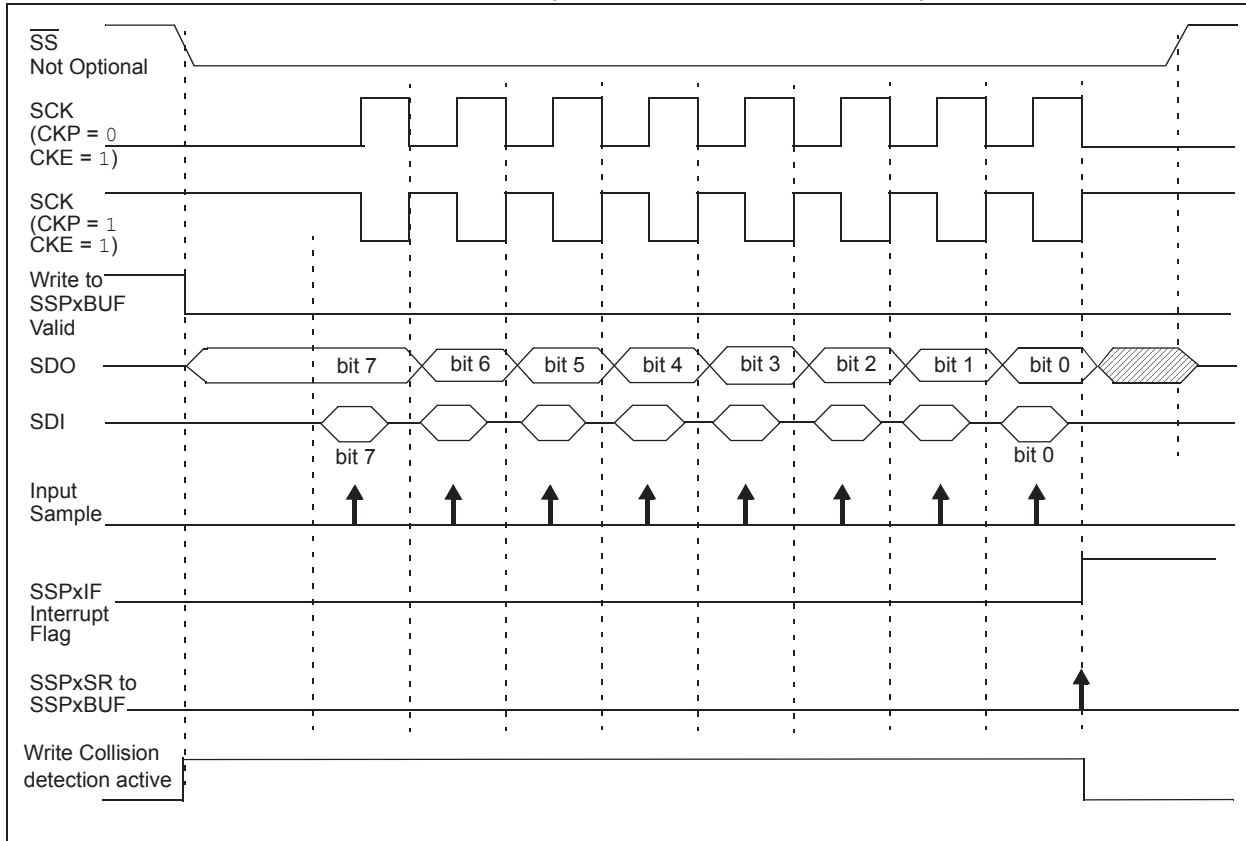 SS
Not Optional
SCK
(CKP = 0
CKE = 1)
SCK
(CKP = 1
CKE = 1)
Write to
SSPxBUF
Valid
SDO
bit 7 bit 6 bit 5 bit 4 bit 3 bit 2 bit 1 bit 0
SDI
bit 7 bit 0
Input
Sample
SSPxIF
Interrupt
Flag
SSPxSR to
SSPxBUF
Write Collision
detection active